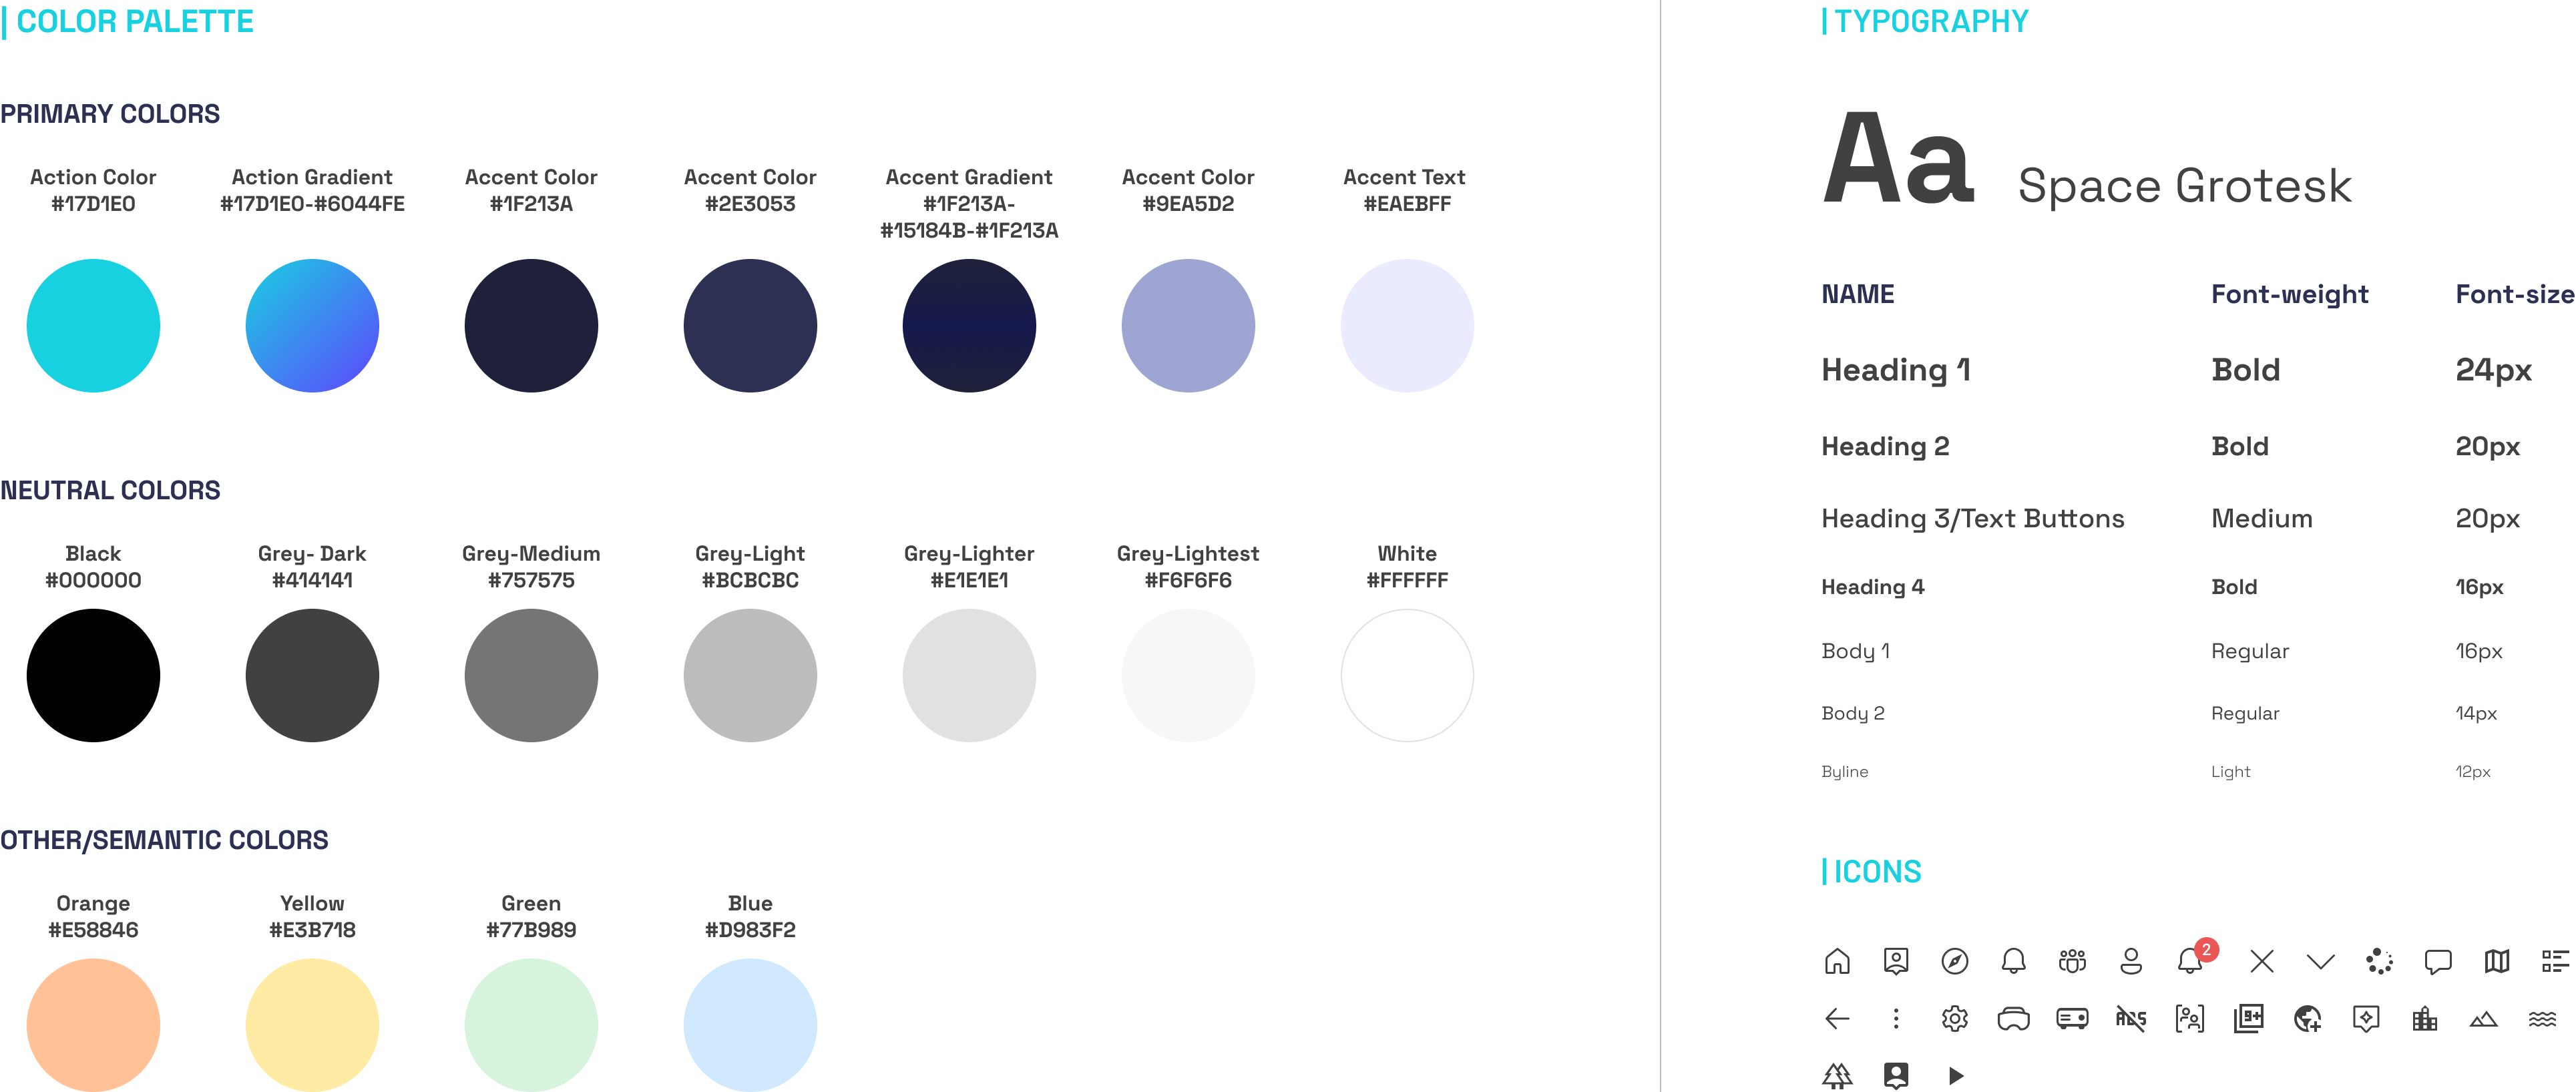 COLOR PALETTE
PRIMARY COLORS
Action Color
#17D1E0
Action Gradient
#17D1E0-#6044FE
Accent Color
#1F213A
Accent Color
#2E3053
Accent Gradient
#1F213A-
#15184B-#1F213A
Accent Color
#9EA5D2
Accent Text
#EAEBFF
NEUTRAL COLORS
Black
#000000
Grey- Dark
#414141
Grey-Medium
#757575
Grey-Light
#BCBCBC
Grey-Lighter
#E1E1E1
Grey-Lightest
#F6F6F6
White
#FFFFFF
OTHER/SEMANTIC COLORS
Orange
#E58846
Yellow
#E3B718
Green
#77B989
Blue
#D983F2
TYPOGRAPHY
Aa Space Grotesk
NAME Font-weight Font-size
Heading 1 Bold 24px
Heading 2 Bold 20px
Heading 3/Text Buttons Medium 20px
Heading 4 Bold 16px
Body 1 Regular 16px
Body 2 Regular 14px
Byline Light 12px
ICONS
2
ABS
9+